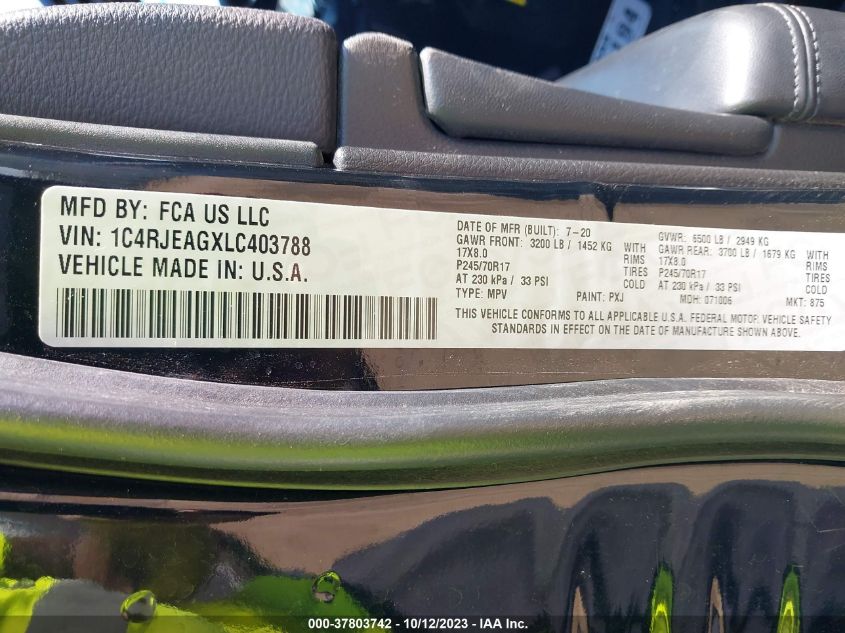 MFD BY: FCA US LLC
VIN: 1C4RJEAGXLC403788
VEHICLE MADE IN: U.S.A.
DATE OF MFR (BUILT): 7-20 GVWR: 6500 LB / 2949 KG
GAWR FRONT: 3200 LB / 1452 KG WITH GAWR REAR: 3700 LB / 1679 KG WITH
17X8.0 RIMS 17X8.0 RIMS
P245/70R17 TIRES P245/70R17 TIRES
AT 230 kPa / 33 PSI COLD AT 230 kPa / 33 PSI COLD
TYPE: MPV PAINT: PXJ MDH: 071006 MKT: 875
THIS VEHICLE CONFORMS TO ALL APPLICABLE U.S.A. FEDERAL MOTOR VEHICLE SAFETY
STANDARDS IN EFFECT ON THE DATE OF MANUFACTURE SHOWN ABOVE.
000-37803742 - 10/12/2023 - IAA Inc.